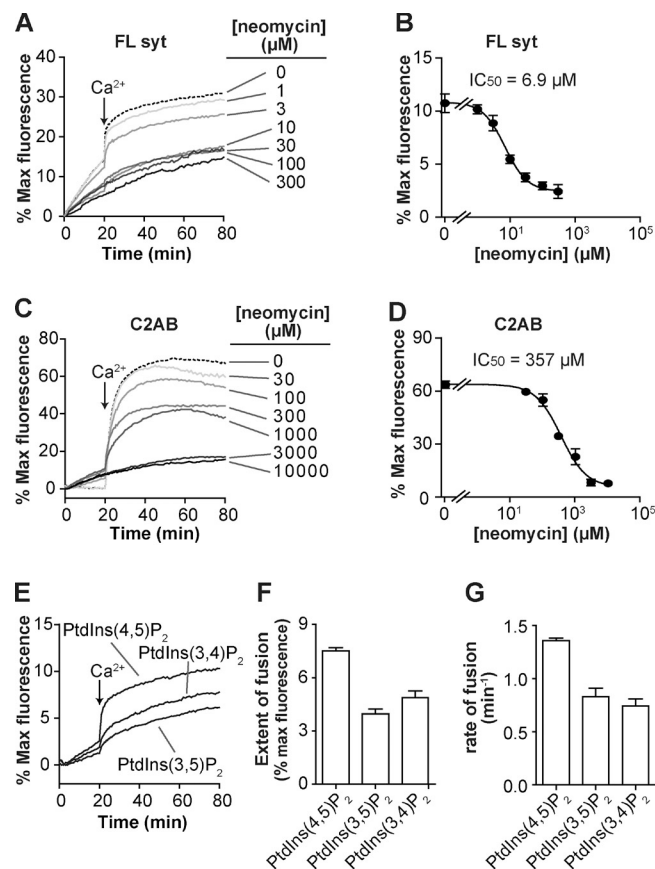 A
FL syt
[neomycin]
(µM)
% Max fluorescence
40
30
20
10
0
Ca2+
0
1
3
10
30
100
300
0 20 40 60 80
Time (min)
B
FL syt
% Max fluorescence
15
10
5
0
IC50 = 6.9 µM
0 10¹ 10³ 10⁵
[neomycin] (µM)
C
C2AB
[neomycin]
(µM)
% Max fluorescence
80
60
40
20
0
Ca2+
0
30
100
300
1000
3000
10000
0 20 40 60 80
Time (min)
D
C2AB
% Max fluorescence
90
60
30
0
IC50 = 357 µM
0 10¹ 10³ 10⁵
[neomycin] (µM)
E
% Max fluorescence
15
10
5
0
PtdIns(4,5)P2
Ca2+
PtdIns(3,4)P2
PtdIns(3,5)P2
0 20 40 60 80
Time (min)
F
Extent of fusion
(% max fluorescence)
9
6
3
0
PtdIns(4,5)P2
PtdIns(3,5)P2
PtdIns(3,4)P2
G
rate of fusion
(min-1)
1.5
1.0
0.5
0.0
PtdIns(4,5)P2
PtdIns(3,5)P2
PtdIns(3,4)P2